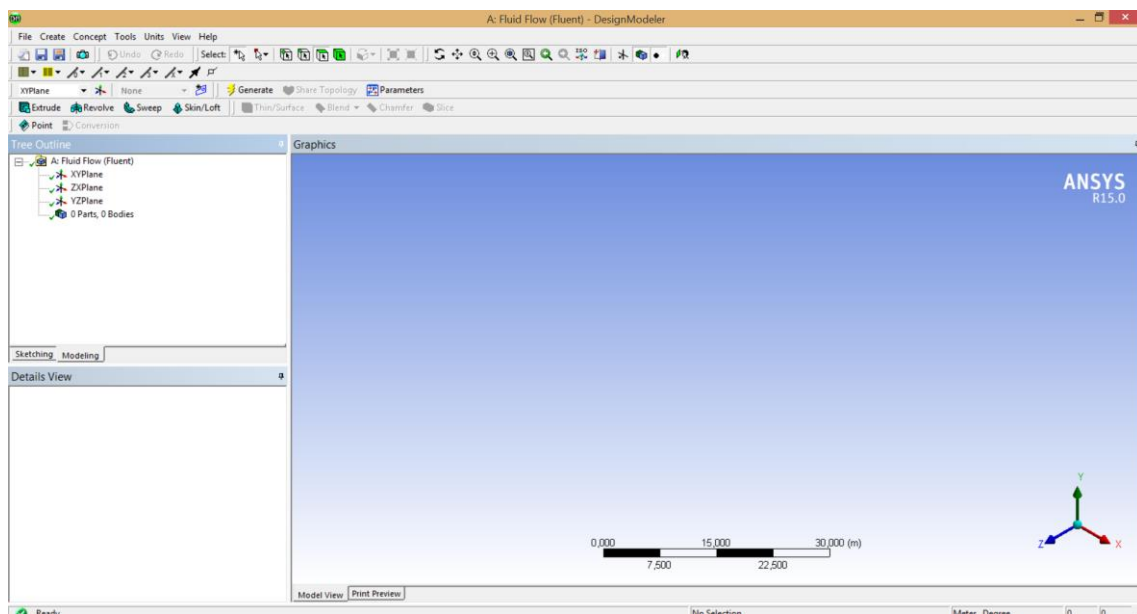 A: Fluid Flow (Fluent) - DesignModeler
File Create Concept Tools Units View Help
Undo Redo Select:
XYPlane None Generate Share Topology Parameters
Extrude Revolve Sweep Skin/Loft Thin/Surface Blend Chamfer Slice
Point Conversion
Tree Outline
A: Fluid Flow (Fluent)
XYPlane
ZXPlane
YZPlane
0 Parts, 0 Bodies
Sketching Modeling
Details View
Graphics
ANSYS
R15.0
Y
Z X
0,000 15,000 30,000 (m)
7,500 22,500
Model View Print Preview
Ready No Selection Meter Degree 0 0